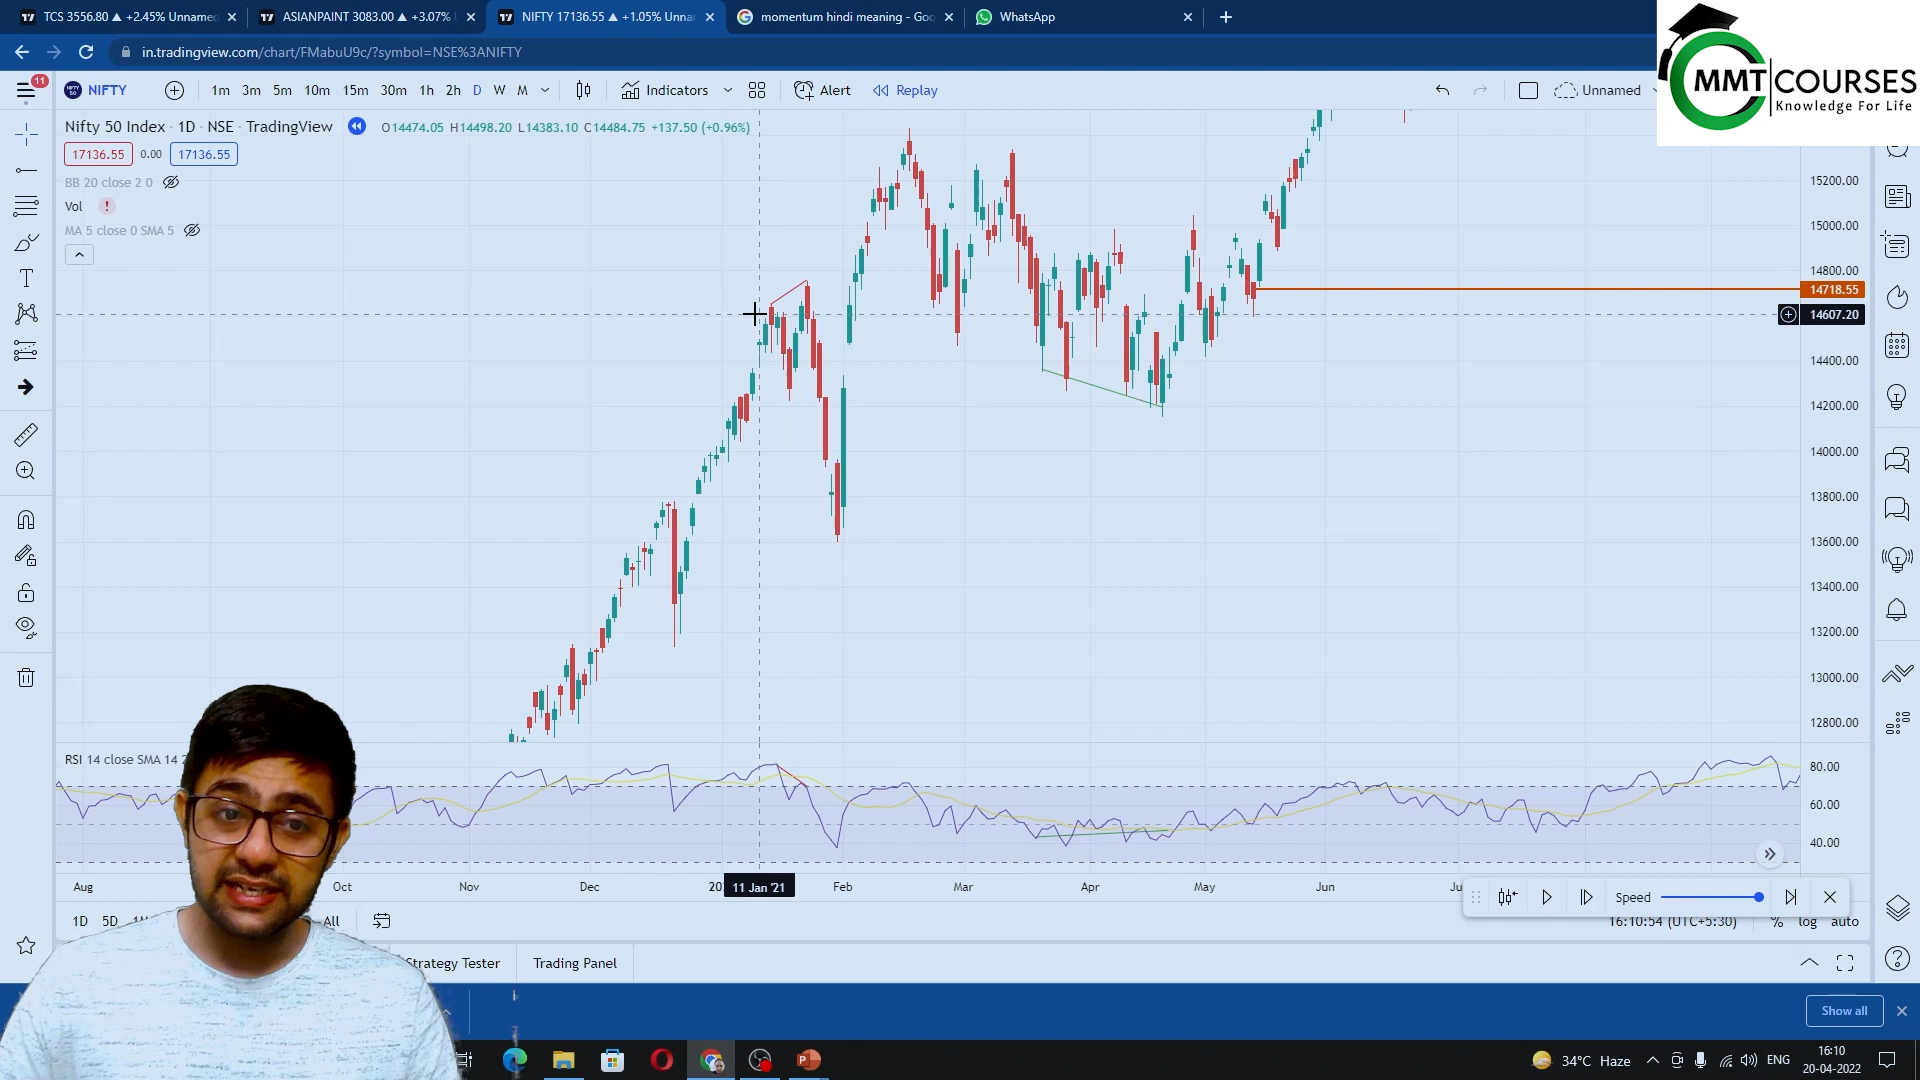 TCS 3556.80 ▲ +2.45% Unname
ASIANPAINT 3083.00 ▲ +3.07%
NIFTY 17136.55 ▲ +1.05% Unna
momentum hindi meaning - Goo
WhatsApp
in.tradingview.com/chart/FMabuU9c/?symbol=NSE%3ANIFTY
MMT COURSES
Knowledge For Life
11
NIFTY
1m 3m 5m 10m 15m 30m 1h 2h D W M
Indicators
Alert
Replay
Unnamed
Nifty 50 Index · 1D · NSE · TradingView
O14474.05 H14498.20 L14383.10 C14484.75 +137.50 (+0.96%)
17136.55 0.00 17136.55
BB 20 close 2 0
Vol
MA 5 close 0 SMA 5
15200.00
15000.00
14800.00
14718.55
14607.20
14400.00
14200.00
14000.00
13800.00
13600.00
13400.00
13200.00
13000.00
12800.00
RSI 14 close SMA 14
80.00
60.00
40.00
Aug Oct Nov Dec 11 Jan '21 Feb Mar Apr May Jun
Speed
1D 5D All
16:10:54 (UTC+5:30) % log auto
Strategy Tester
Trading Panel
Show all
34°C Haze
ENG
16:10
20-04-2022